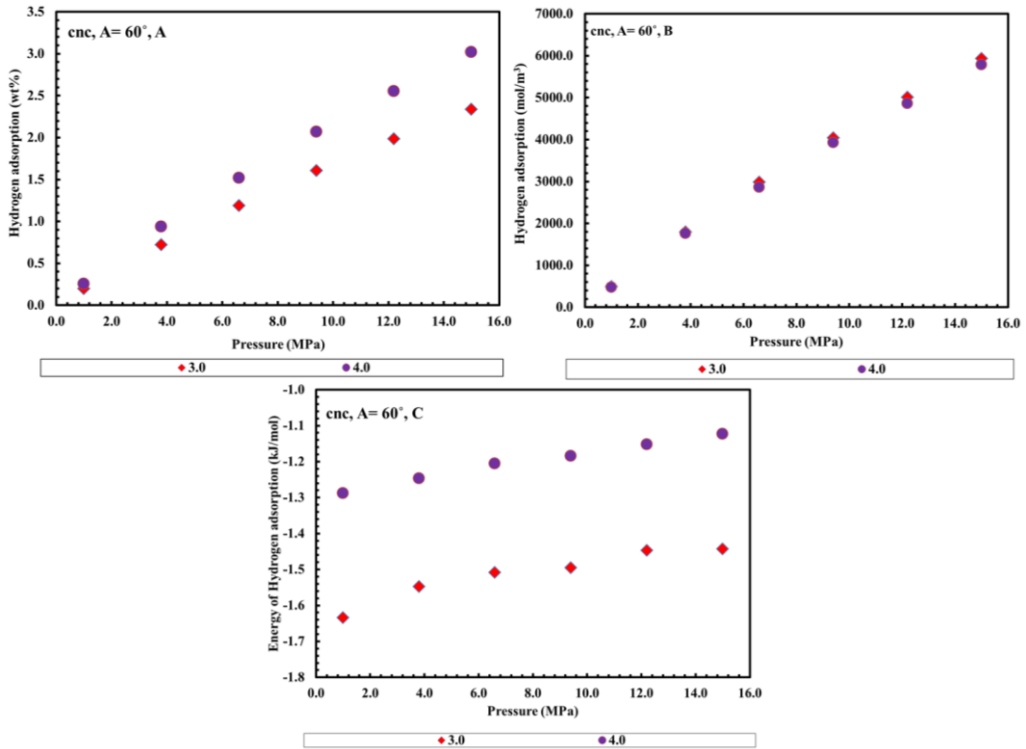 cnc, A= 60˚, A
Hydrogen adsorption (wt%)
3.5
3.0
2.5
2.0
1.5
1.0
0.5
0.0
0.0 2.0 4.0 6.0 8.0 10.0 12.0 14.0 16.0
Pressure (MPa)
3.0 4.0
cnc, A= 60˚, B
Hydrogen adsorption (mol/m³)
7000.0
6000.0
5000.0
4000.0
3000.0
2000.0
1000.0
0.0
0.0 2.0 4.0 6.0 8.0 10.0 12.0 14.0 16.0
Pressure (MPa)
3.0 4.0
cnc, A= 60˚, C
Energy of Hydrogen adsorption (kJ/mol)
-1.0
-1.1
-1.2
-1.3
-1.4
-1.5
-1.6
-1.7
-1.8
0.0 2.0 4.0 6.0 8.0 10.0 12.0 14.0 16.0
Pressure (MPa)
3.0 4.0